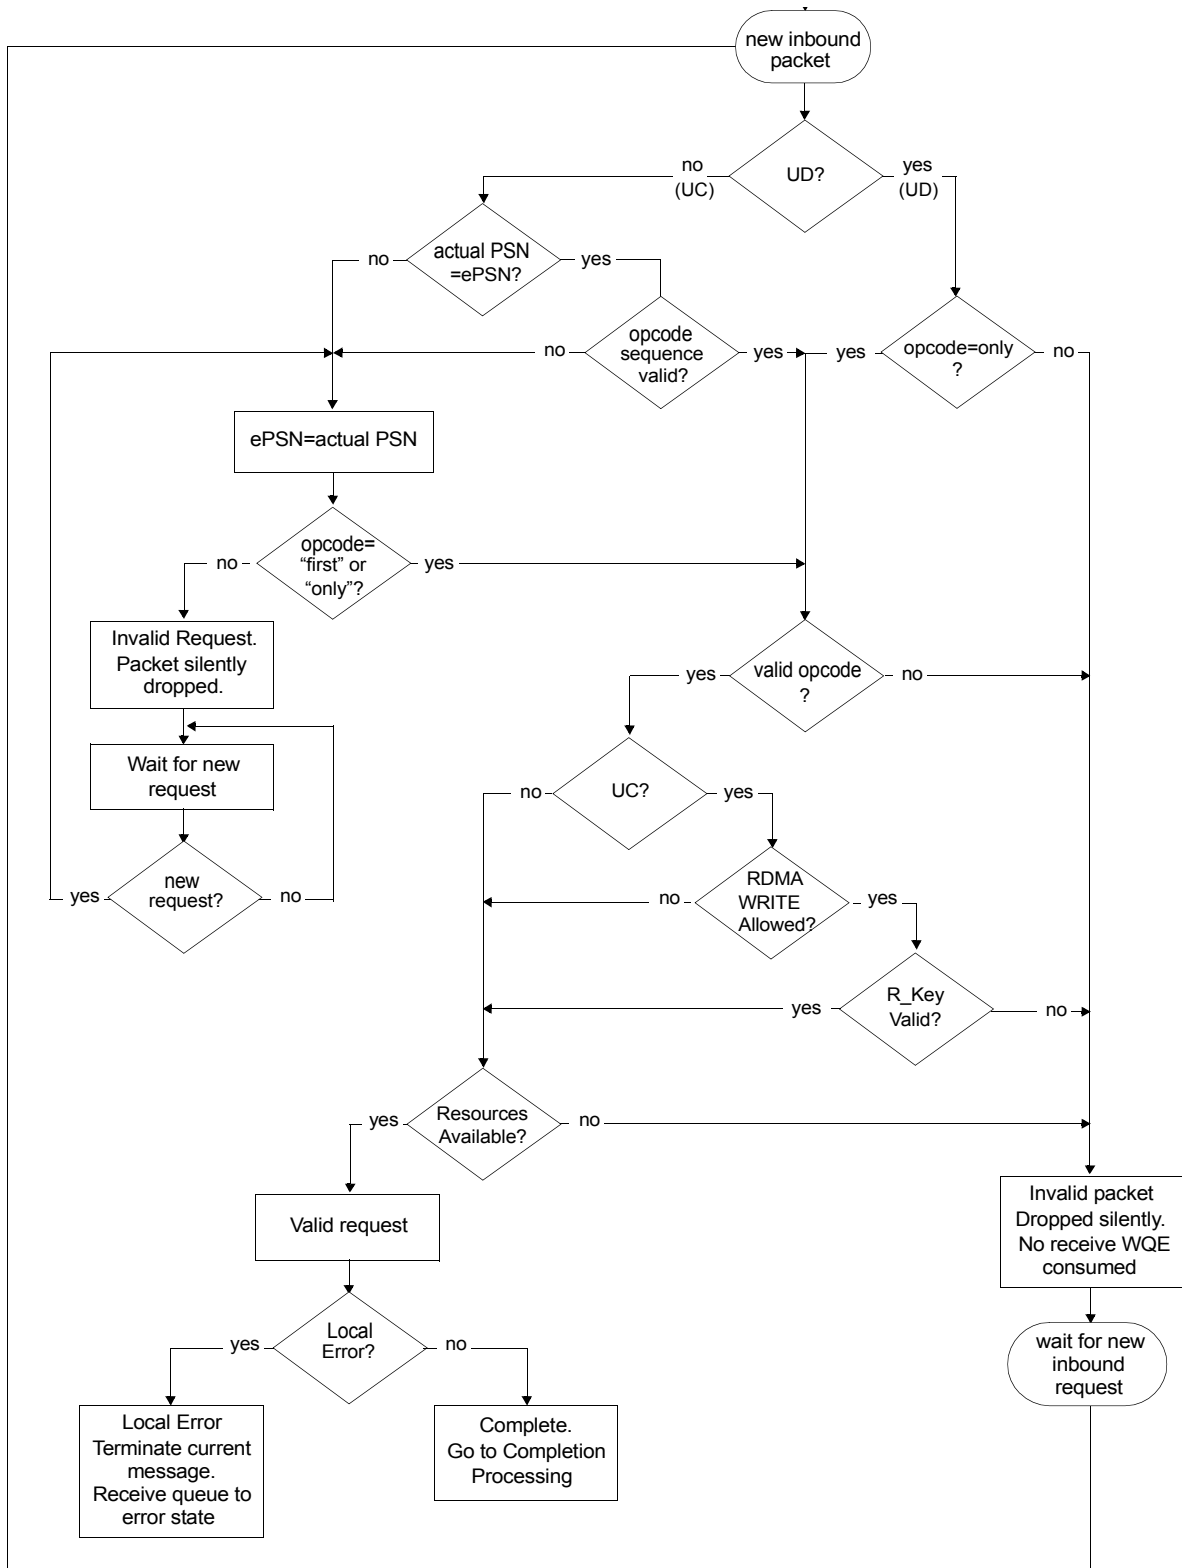 new inbound
packet
UD?
no
(UC)
yes
(UD)
actual PSN
=ePSN?
no
yes
opcode
sequence
valid?
no
yes
yes
opcode=only
?
no
ePSN=actual PSN
opcode=
“first” or
“only”?
no
yes
Invalid Request.
Packet silently
dropped.
valid opcode
?
yes
no
Wait for new
request
UC?
no
yes
new
request?
yes
no
RDMA
WRITE
Allowed?
no
yes
R_Key
Valid?
yes
no
Resources
Available?
yes
no
Valid request
Invalid packet
Dropped silently.
No receive WQE
consumed
Local
Error?
yes
no
wait for new
inbound
request
Local Error
Terminate current
message.
Receive queue to
error state
Complete.
Go to Completion
Processing